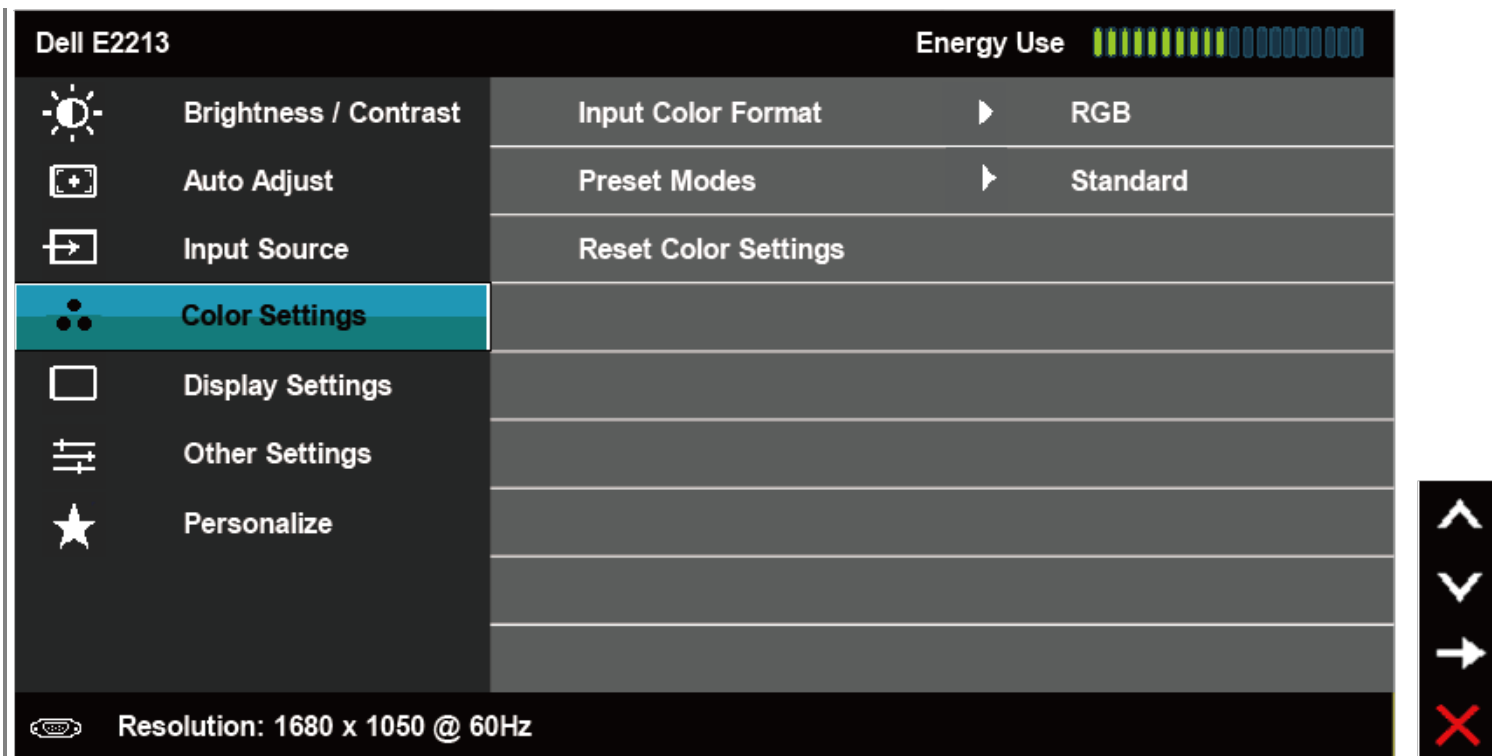 Dell E2213 Energy Use
Brightness / Contrast Input Color Format RGB
Auto Adjust Preset Modes Standard
Input Source Reset Color Settings
Color Settings
Display Settings
Other Settings
Personalize
Resolution: 1680 x 1050 @ 60Hz